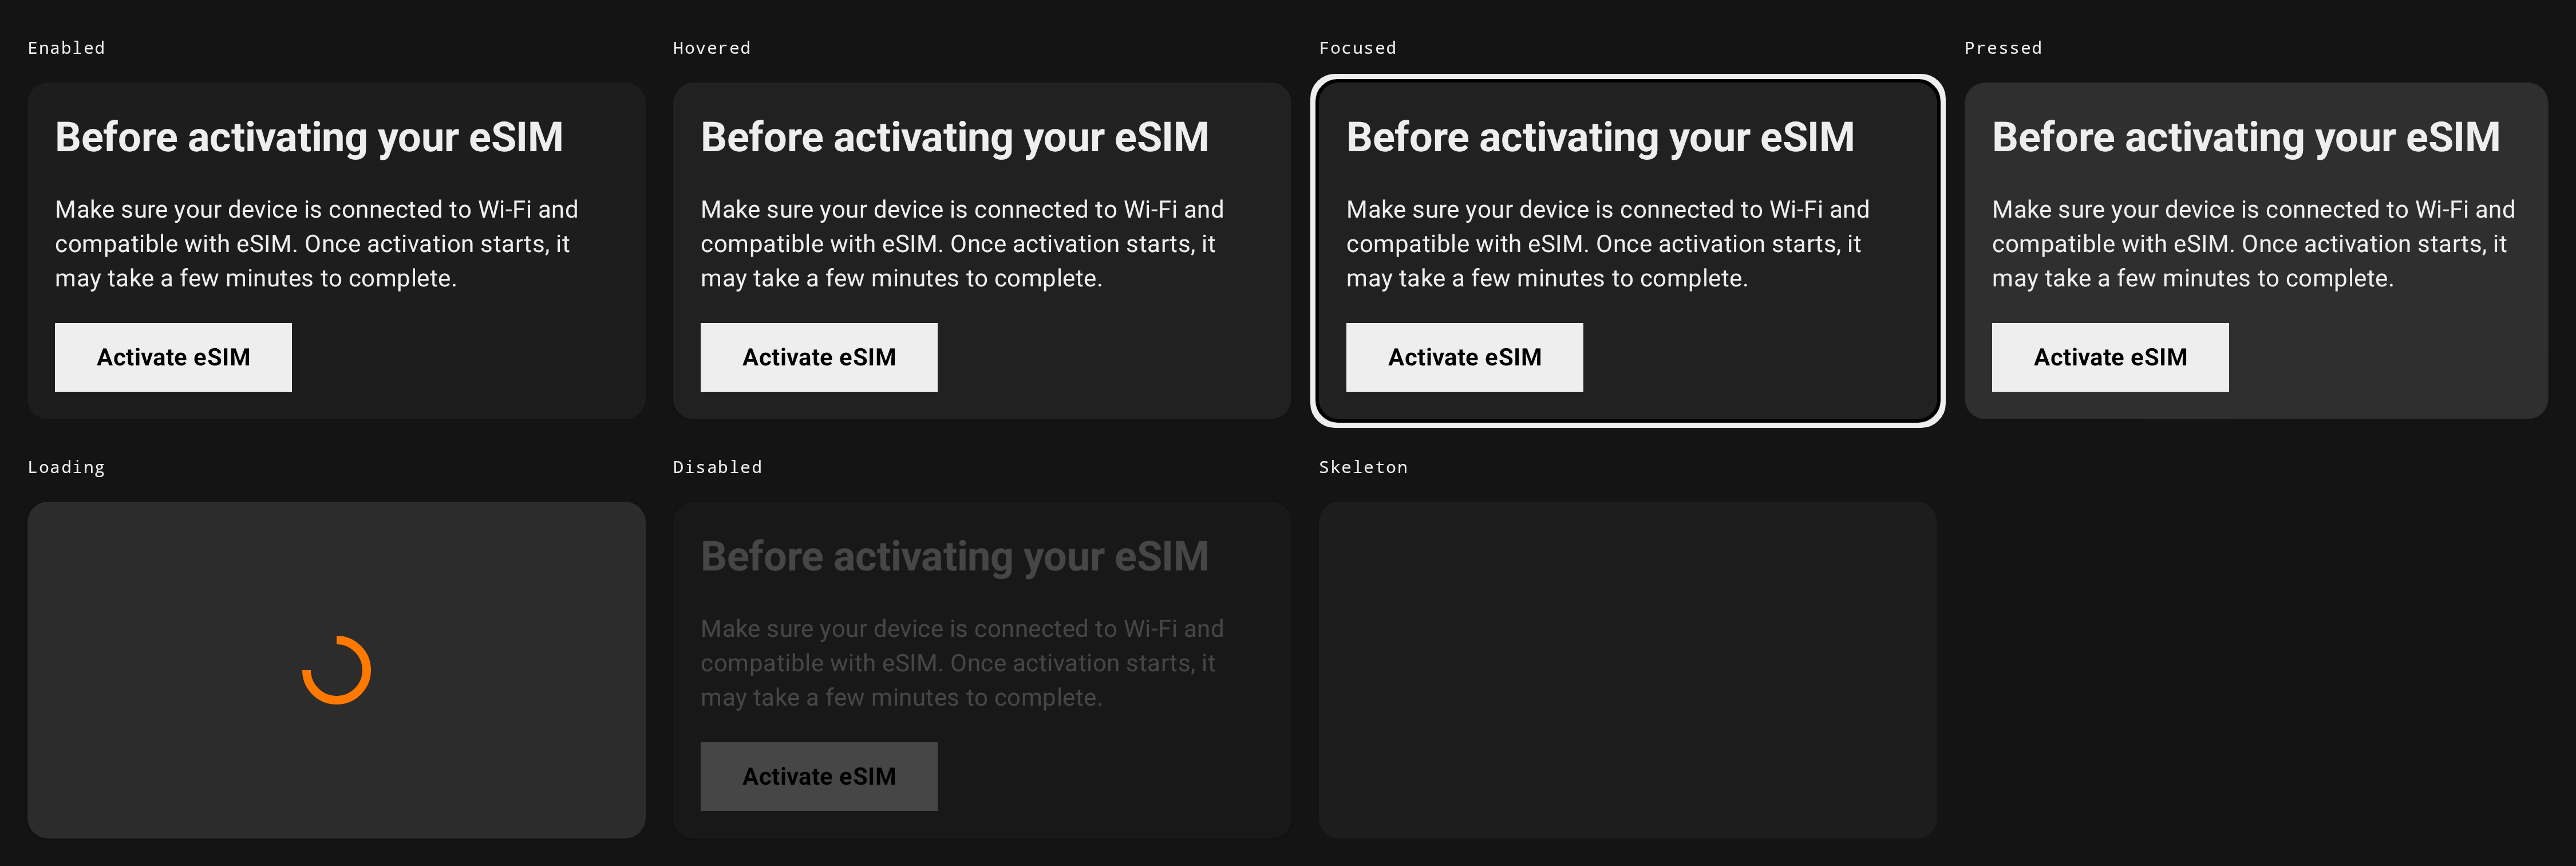 Enabled
Before activating your eSIM
Make sure your device is connected to Wi-Fi and
compatible with eSIM. Once activation starts, it
may take a few minutes to complete.
Activate eSIM
Hovered
Before activating your eSIM
Make sure your device is connected to Wi-Fi and
compatible with eSIM. Once activation starts, it
may take a few minutes to complete.
Activate eSIM
Focused
Before activating your eSIM
Make sure your device is connected to Wi-Fi and
compatible with eSIM. Once activation starts, it
may take a few minutes to complete.
Activate eSIM
Pressed
Before activating your eSIM
Make sure your device is connected to Wi-Fi and
compatible with eSIM. Once activation starts, it
may take a few minutes to complete.
Activate eSIM
Loading
Disabled
Before activating your eSIM
Make sure your device is connected to Wi-Fi and
compatible with eSIM. Once activation starts, it
may take a few minutes to complete.
Activate eSIM
Skeleton